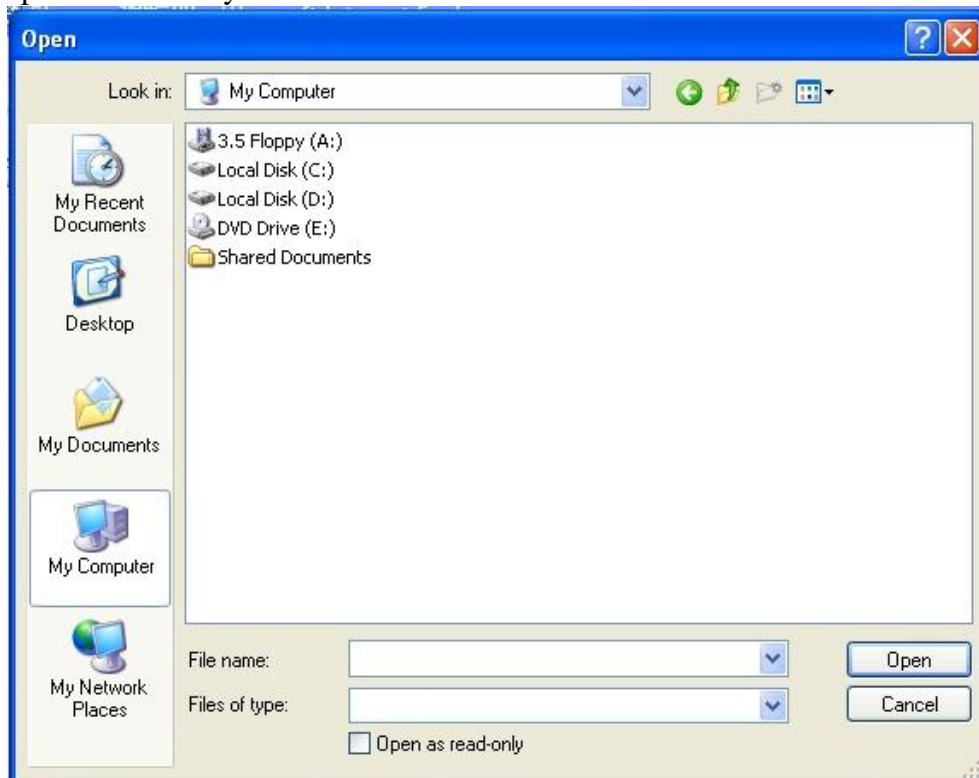 Open
Look in: My Computer
3.5 Floppy (A:)
Local Disk (C:)
Local Disk (D:)
DVD Drive (E:)
Shared Documents
My Recent
Documents
Desktop
My Documents
My Computer
My Network
Places
File name:
Open
Files of type:
Cancel
Open as read-only